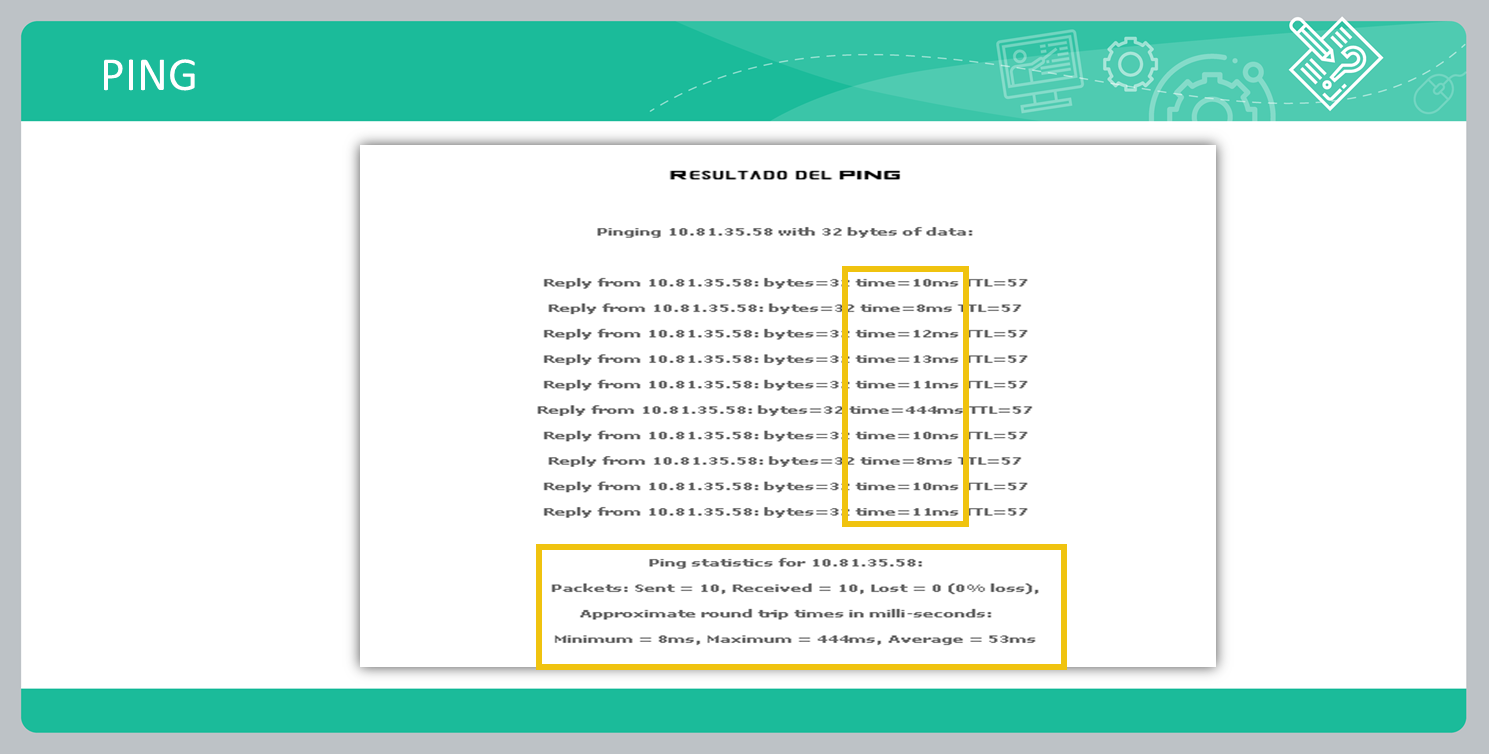 PING
RESULTADO DEL PING
Pinging 10.81.35.58 with 32 bytes of data:
Reply from 10.81.35.58: bytes=32 time=10ms TTL=57
Reply from 10.81.35.58: bytes=32 time=8ms TTL=57
Reply from 10.81.35.58: bytes=32 time=12ms TTL=57
Reply from 10.81.35.58: bytes=32 time=13ms TTL=57
Reply from 10.81.35.58: bytes=32 time=11ms TTL=57
Reply from 10.81.35.58: bytes=32 time=444ms TTL=57
Reply from 10.81.35.58: bytes=32 time=10ms TTL=57
Reply from 10.81.35.58: bytes=32 time=8ms TTL=57
Reply from 10.81.35.58: bytes=32 time=10ms TTL=57
Reply from 10.81.35.58: bytes=32 time=11ms TTL=57
Ping statistics for 10.81.35.58:
Packets: Sent = 10, Received = 10, Lost = 0 (0% loss),
Approximate round trip times in milli-seconds:
Minimum = 8ms, Maximum = 444ms, Average = 53ms